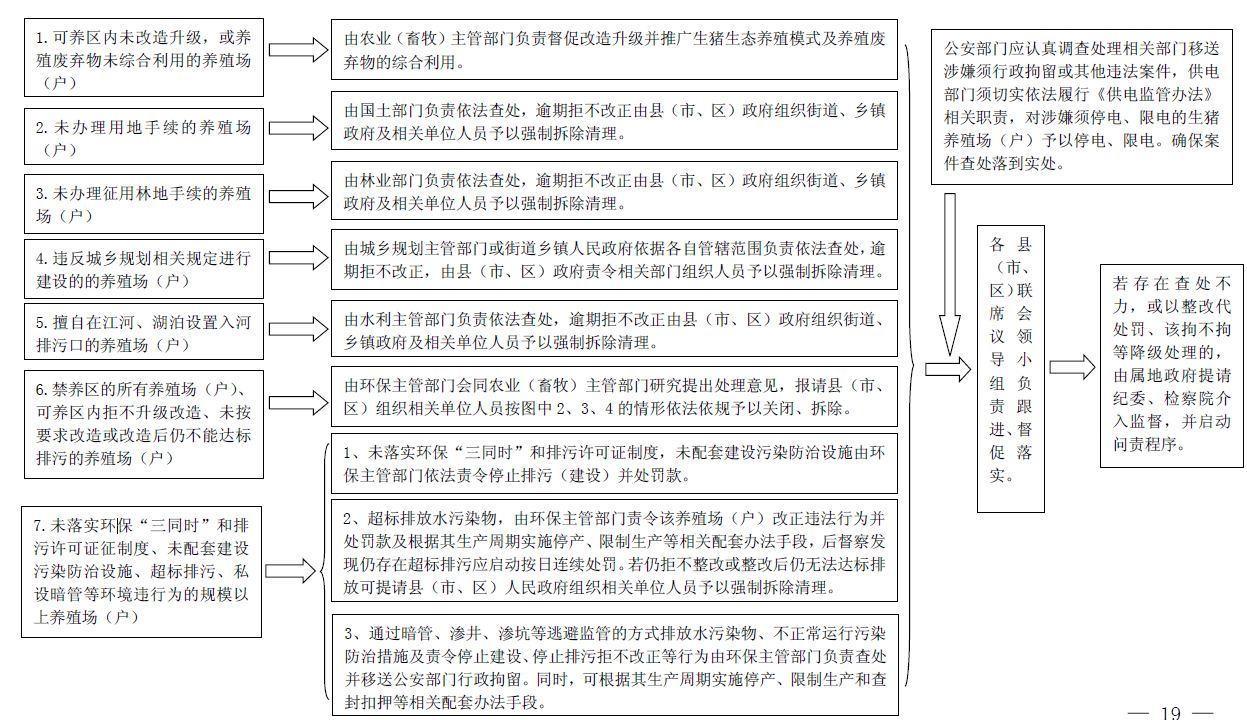 1.可养区内未改造升级，或养
殖废弃物未综合利用的养殖场
（户）
由农业（畜牧）主管部门负责督促改造升级并推广生猪生态养殖模式及养殖废
弃物的综合利用。
2.未办理用地手续的养殖场
（户）
由国土部门负责依法查处，逾期拒不改正由县（市、区）政府组织街道、乡镇
政府及相关单位人员予以强制拆除清理。
3.未办理征用林地手续的养殖
场（户）
由林业部门负责依法查处，逾期拒不改正由县（市、区）政府组织街道、乡镇
政府及相关单位人员予以强制拆除清理。
4.违反城乡规划相关规定进行
建设的的养殖场（户）
由城乡规划主管部门或街道乡镇人民政府依据各自管辖范围负责依法查处，逾
期拒不改正，由县（市、区）政府责令相关部门组织人员予以强制拆除清理。
5.擅自在江河、湖泊设置入河
排污口的养殖场（户）
由水利主管部门负责依法查处，逾期拒不改正由县（市、区）政府组织街道、
乡镇政府及相关单位人员予以强制拆除清理。
6.禁养区的所有养殖场（户）、
可养区内拒不升级改造、未按
要求改造或改造后仍不能达标
排污的养殖场（户）
由环保主管部门会同农业（畜牧）主管部门研究提出处理意见，报请县（市、
区）组织相关单位人员按图中2、3、4的情形依法依规予以关闭、拆除。
7.未落实环保“三同时”和排
污许可证征制度、未配套建设
污染防治设施、超标排污、私
设暗管等环境违行为的规模以
上养殖场（户）
1、未落实环保“三同时”和排污许可证制度，未配套建设污染防治设施由环
保主管部门依法责令停止排污（建设）并处罚款。
2、超标排放水污染物，由环保主管部门责令该养殖场（户）改正违法行为并
处罚款及根据其生产周期实施停产、限制生产等相关配套办法手段，后督察发
现仍存在超标排污应启动按日连续处罚。若仍拒不整改或整改后仍无法达标排
放可提请县（市、区）人民政府组织相关单位人员予以强制拆除清理。
3、通过暗管、渗井、渗坑等逃避监管的方式排放水污染物、不正常运行污染
防治措施及责令停止建设、停止排污拒不改正等行为由环保主管部门负责查处
并移送公安部门行政拘留。同时，可根据其生产周期实施停产、限制生产和查
封扣押等相关配套办法手段。
公安部门应认真调查处理相关部门移送
涉嫌须行政拘留或其他违法案件，供电
部门须切实依法履行《供电监管办法》
相关职责，对涉嫌须停电、限电的生猪
养殖场（户）予以停电、限电。确保案
件查处落到实处。
各县
（市、
区）联
席会
议领
导小
组负
责跟
进、督
促落
实。
若存在查处不
力，或以整改代
处罚、该拘不拘
等降级处理的，
由属地政府提请
纪委、检察院介
入监督，并启动
问责程序。
— 19 —